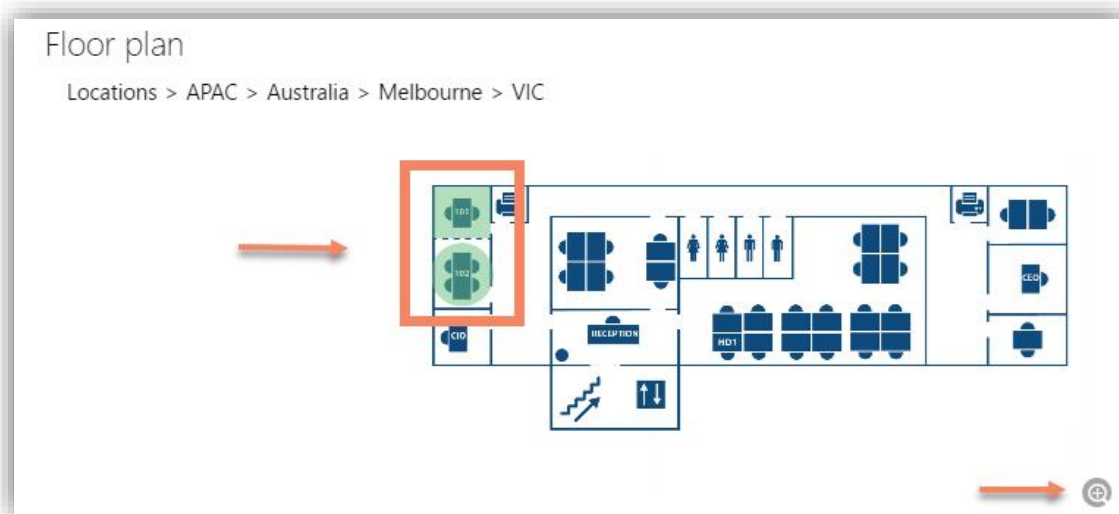 Floor plan
Locations > APAC > Australia > Melbourne > VIC
101
102
CEO
CIO
RECEPTION
HD1